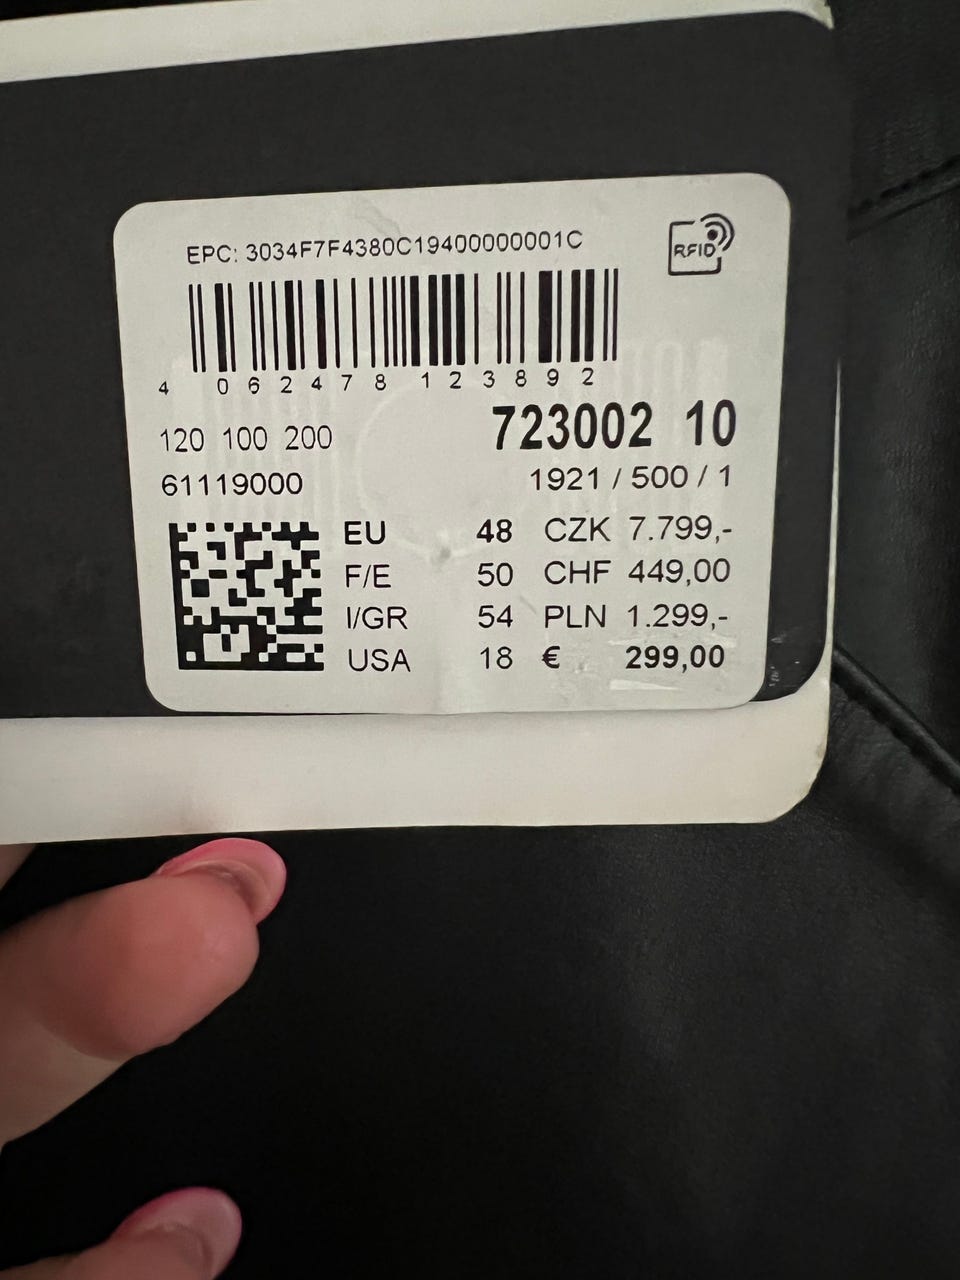 EPC: 3034F7F4380C19400000001C
RFID
4 062478 123892
120 100 200
723002 10
61119000
1921 / 500 / 1
EU 48 CZK 7.799,-
F/E 50 CHF 449,00
I/GR 54 PLN 1.299,-
USA 18 € 299,00